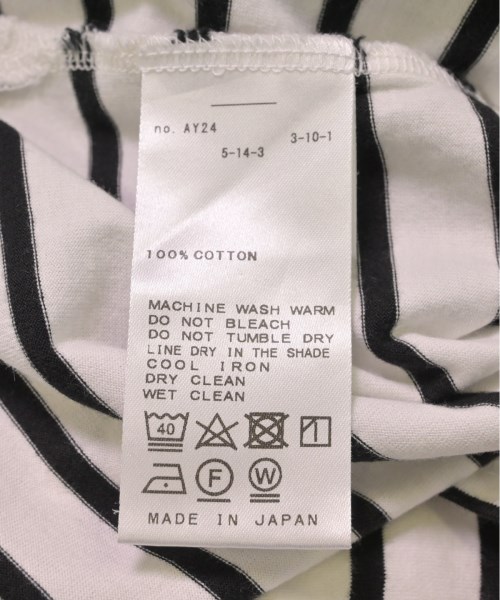 no. AY24
3-10-1
5-14-3
100% COTTON
MACHINE WASH WARM
DO NOT BLEACH
DO NOT TUMBLE DRY
LINE DRY IN THE SHADE
COOL IRON
DRY CLEAN
WET CLEAN
40
F W
MADE IN JAPAN